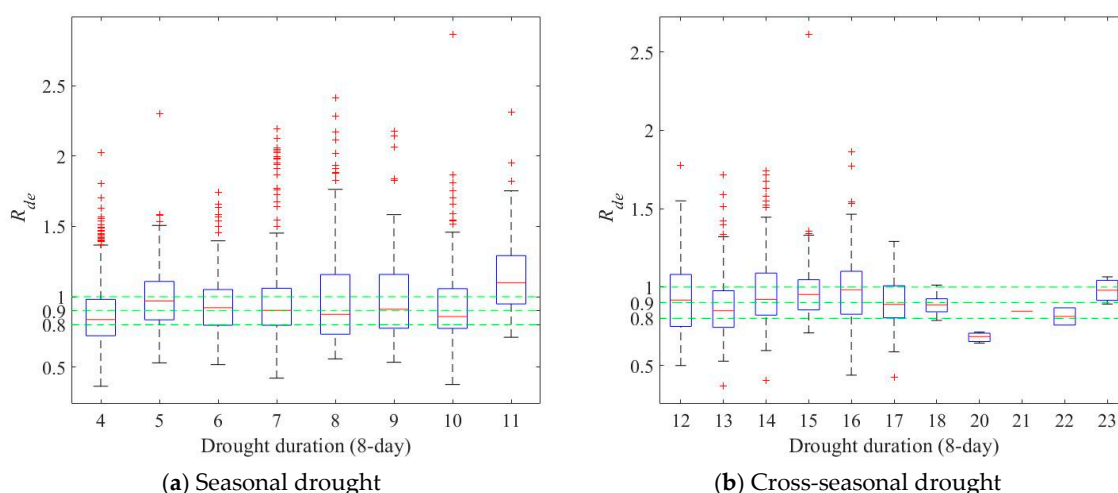 2.5
2
1.5
1
0.9
0.8
0.5
R_de
4 5 6 7 8 9 10 11
Drought duration (8-day)
(a) Seasonal drought
2.5
2
1.5
1
0.9
0.8
0.5
R_de
12 13 14 15 16 17 18 20 21 22 23
Drought duration (8-day)
(b) Cross-seasonal drought